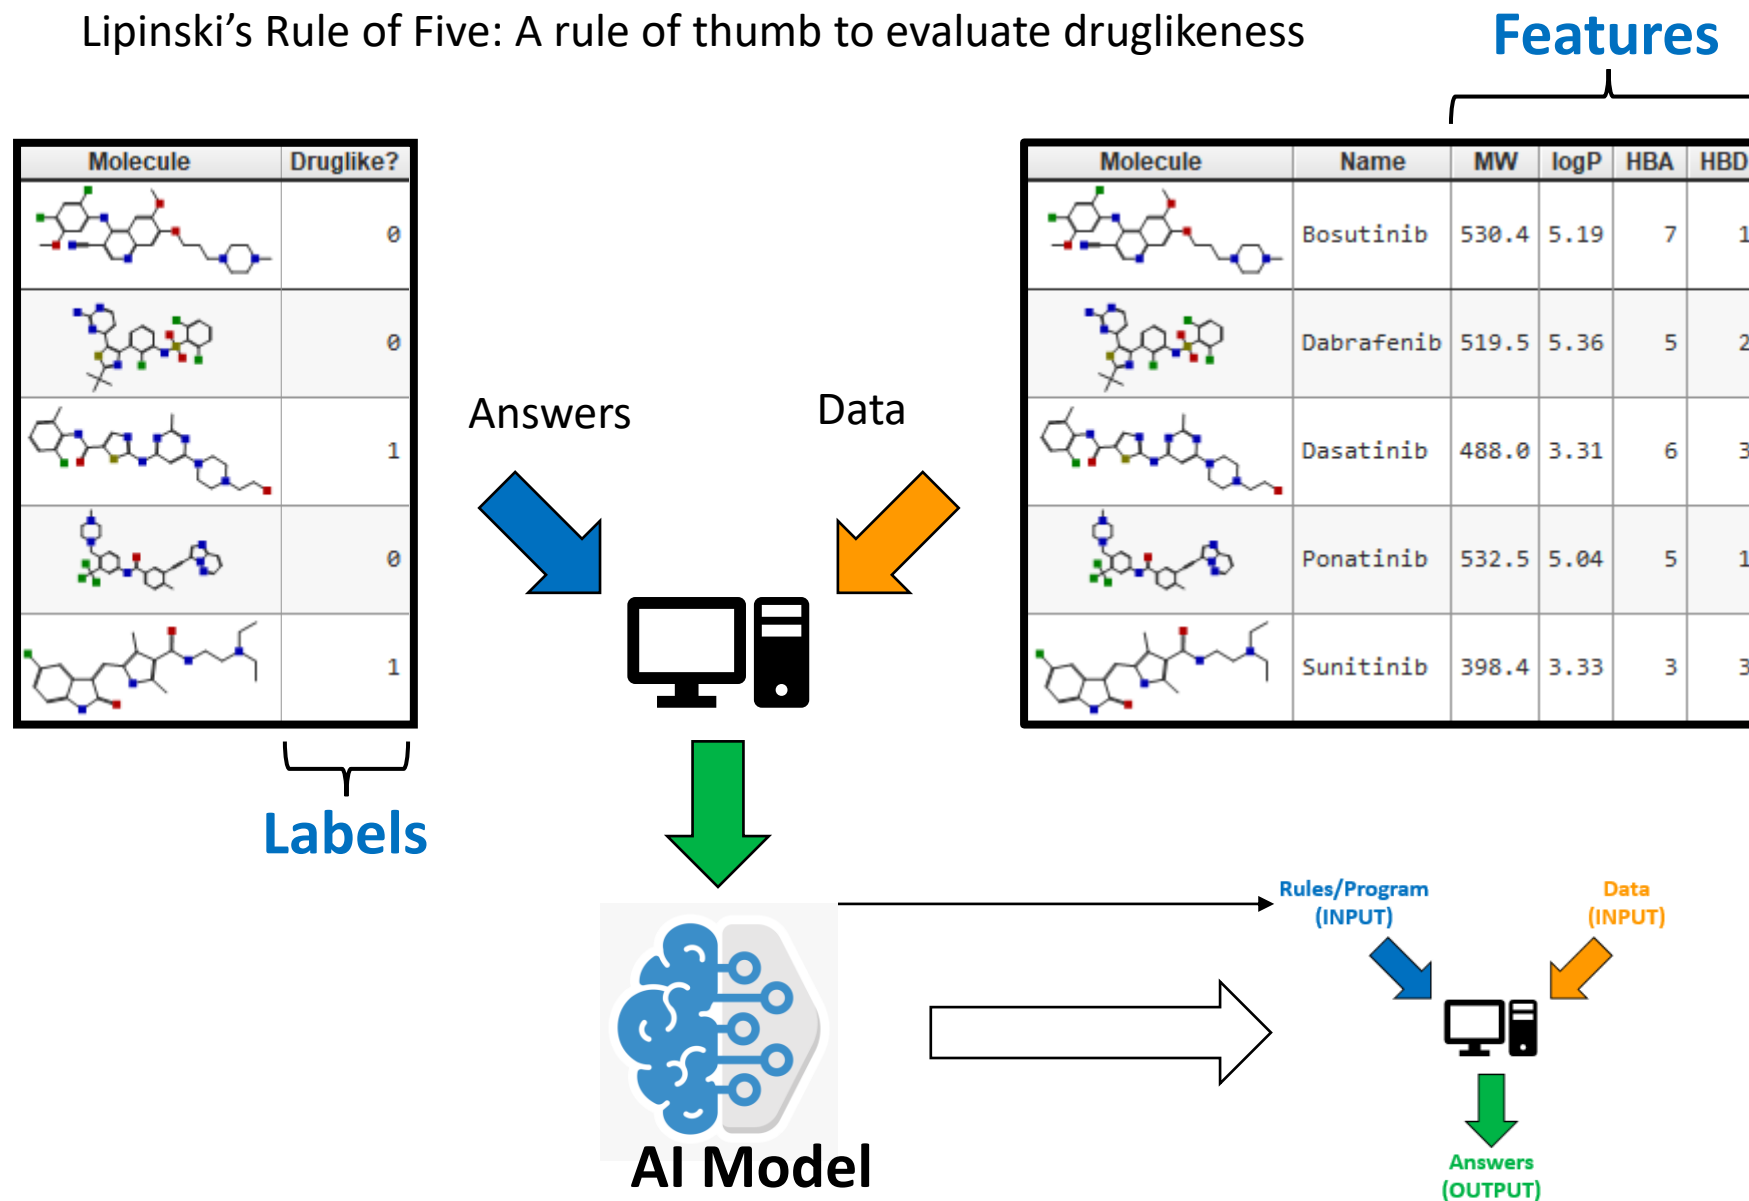 Lipinski’s Rule of Five: A rule of thumb to evaluate druglikeness
Features
Molecule Druglike?
0
0
1
0
1
Labels
Answers
Data
Molecule Name MW logP HBA HBD
Bosutinib 530.4 5.19 7 1
Dabrafenib 519.5 5.36 5 2
Dasatinib 488.0 3.31 6 3
Ponatinib 532.5 5.04 5 1
Sunitinib 398.4 3.33 3 3
AI Model
Rules/Program
(INPUT)
Data
(INPUT)
Answers
(OUTPUT)